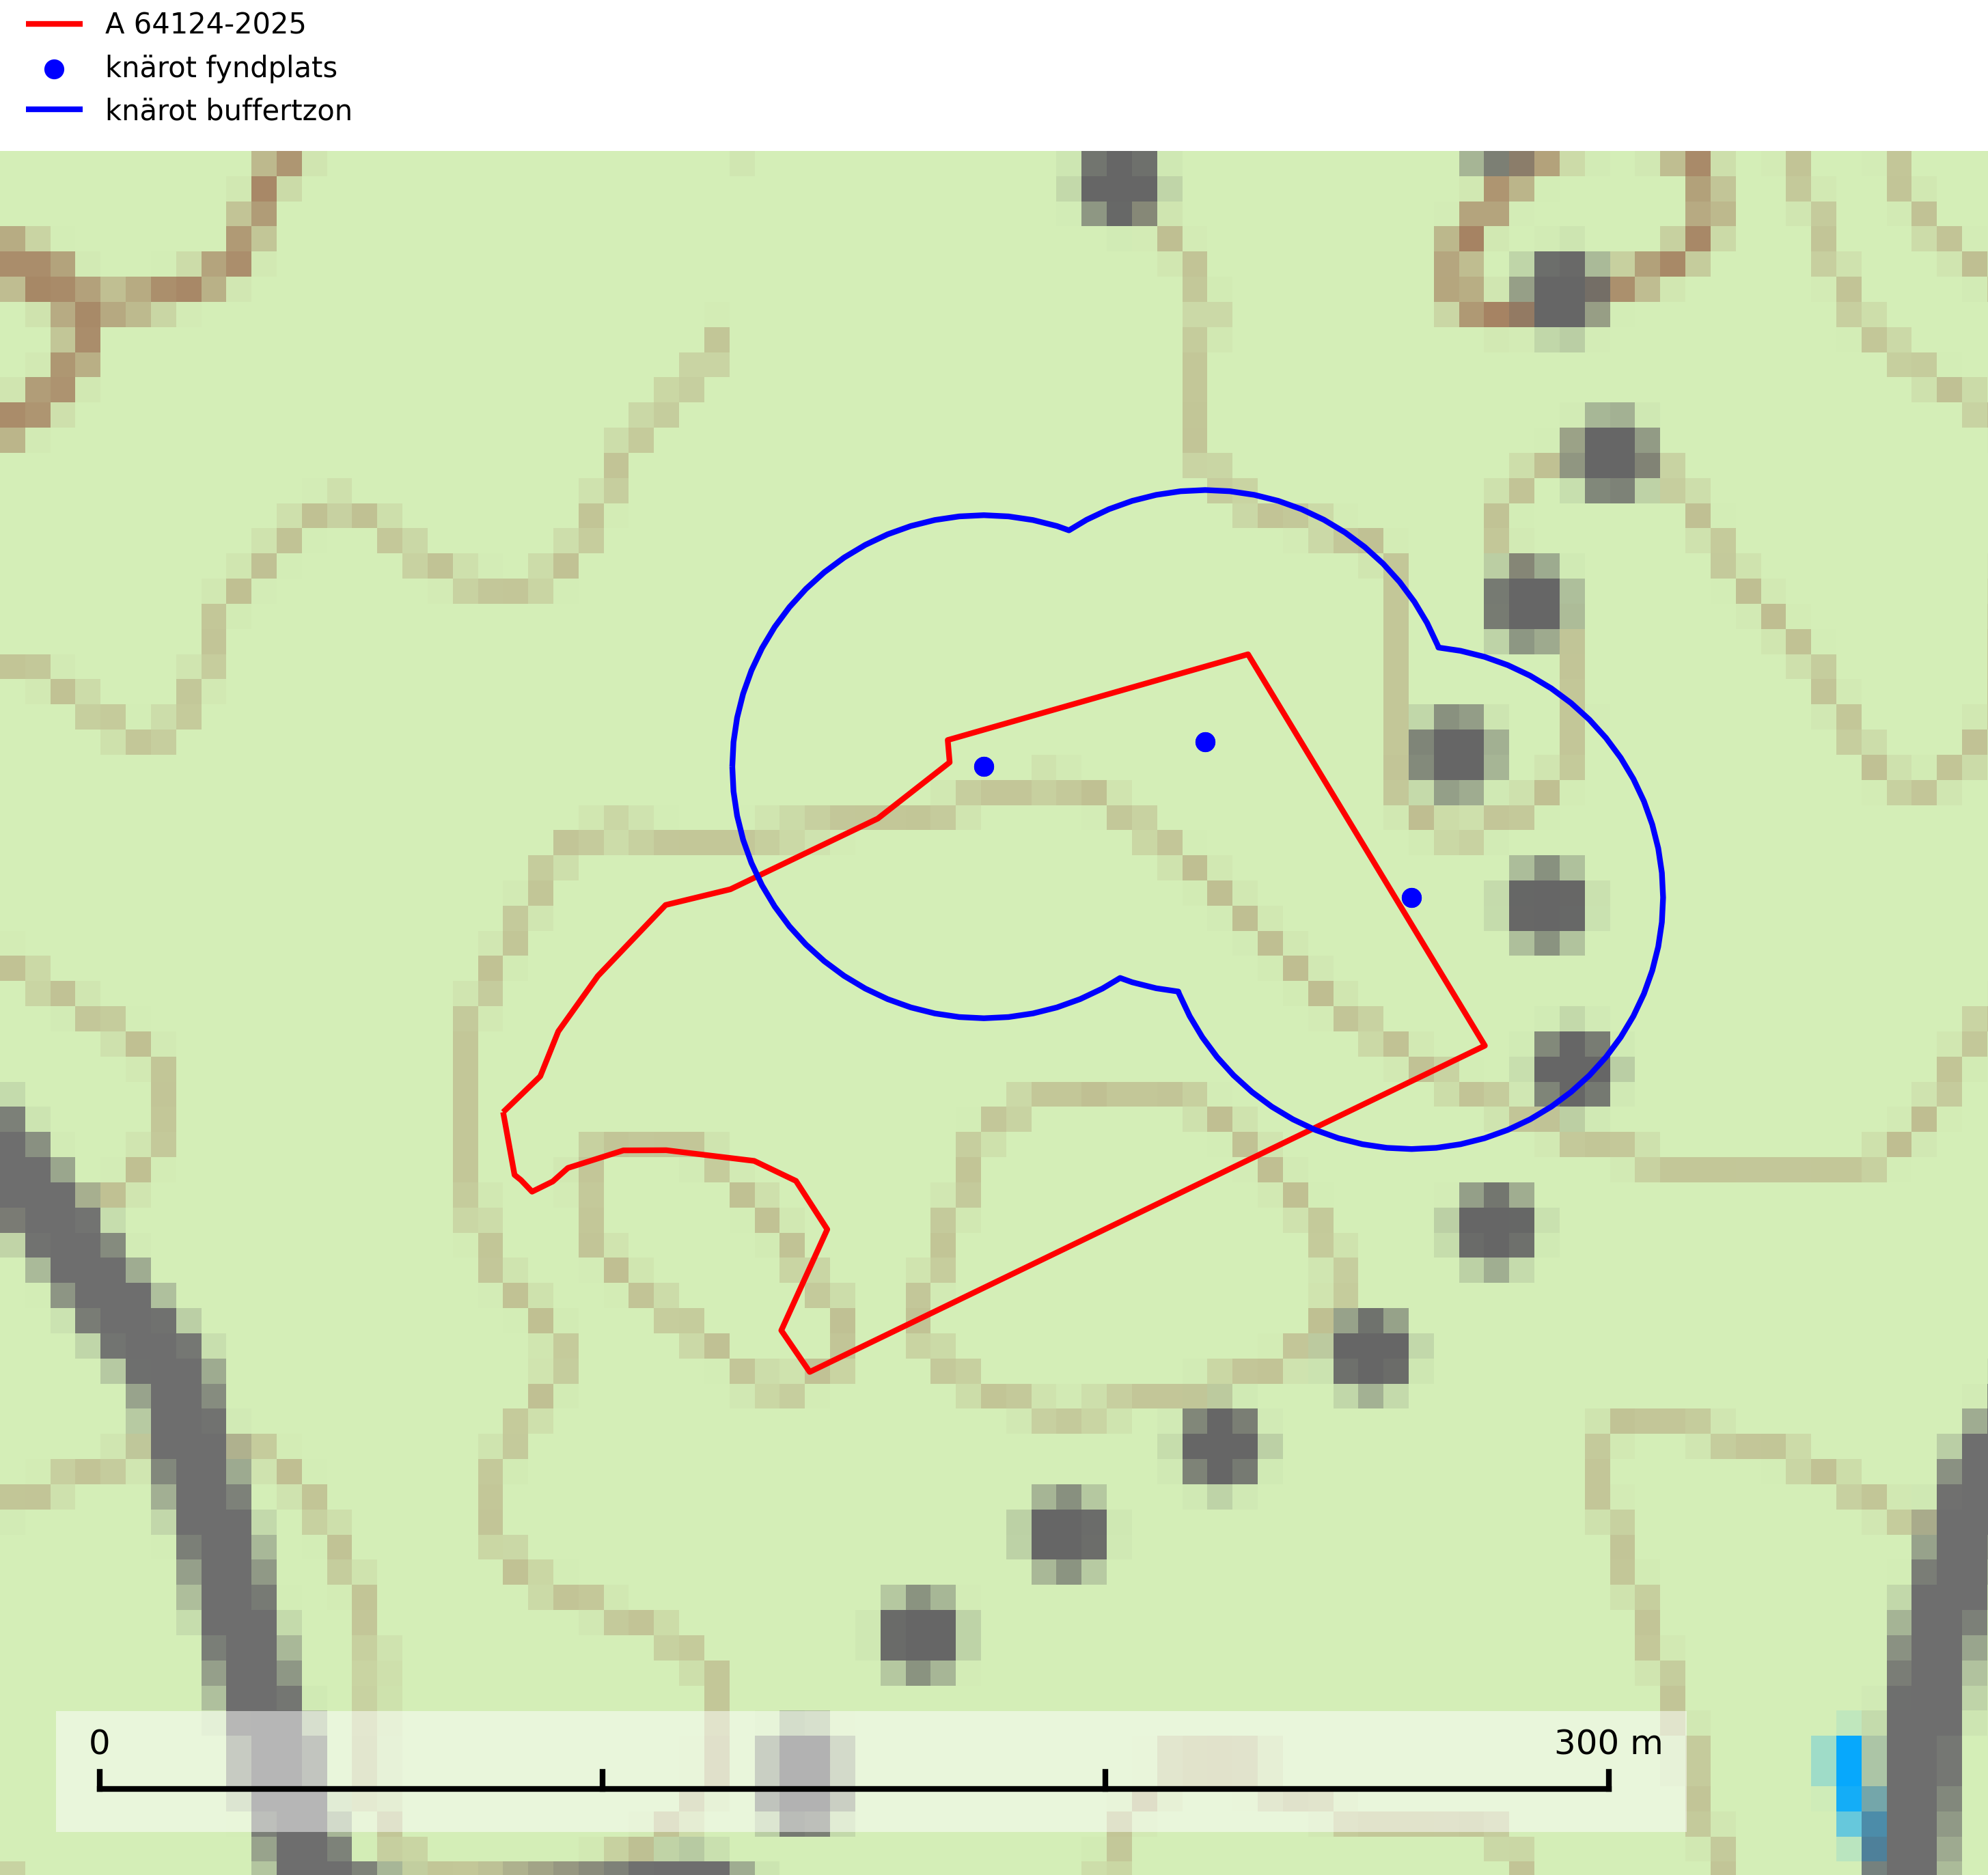 A 64124-2025
knärot fyndplats
knärot buffertzon
0
300 m